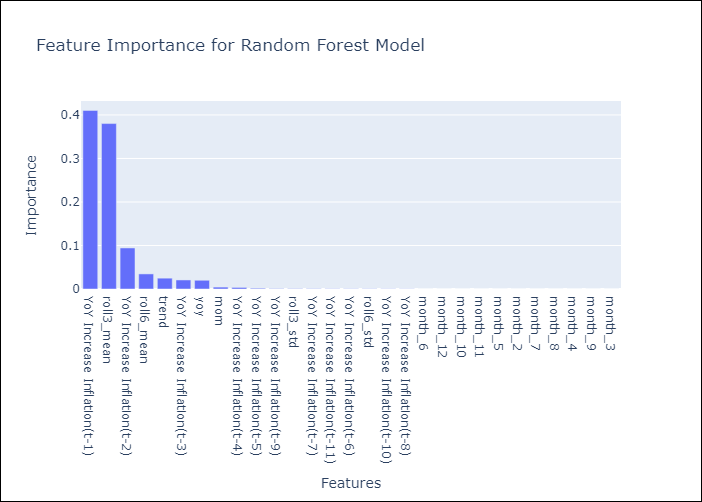 Feature Importance for Random Forest Model
Importance
0.4
0.3
0.2
0.1
0
YoY Increase Inflation(t-1)
roll3_mean
YoY Increase Inflation(t-2)
roll6_mean
trend
YoY Increase Inflation(t-3)
yoy
mom
YoY Increase Inflation(t-4)
YoY Increase Inflation(t-5)
YoY Increase Inflation(t-9)
roll3_std
YoY Increase Inflation(t-7)
YoY Increase Inflation(t-11)
YoY Increase Inflation(t-6)
roll6_std
YoY Increase Inflation(t-10)
YoY Increase Inflation(t-8)
month_6
month_12
month_10
month_11
month_5
month_2
month_7
month_8
month_4
month_9
month_3
Features